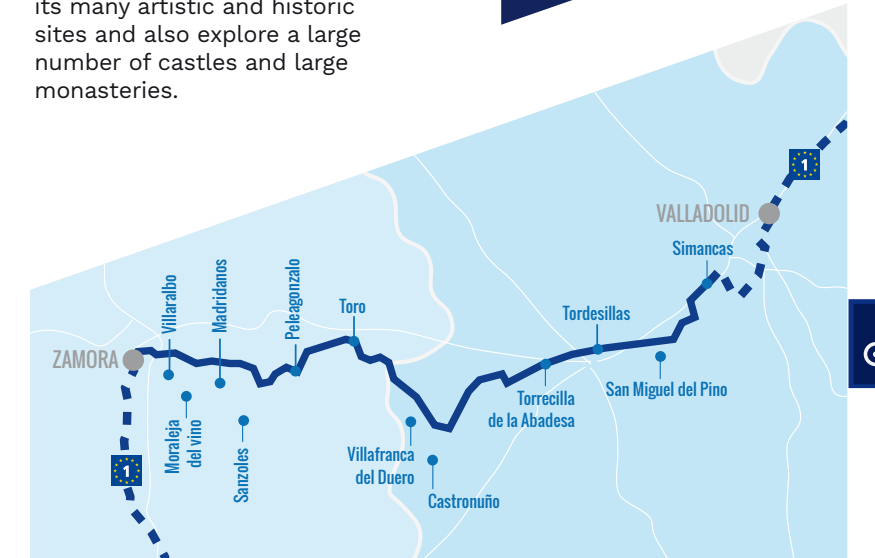 its many artistic and historic
sites and also explore a large
number of castles and large
monasteries.
1
VALLADOLID
Simancas
Villaralbo
Madridanos
Peleagonzalo
Toro
Tordesillas
ZAMORA
San Miguel del Pino
Torrecilla
de la Abadesa
Moraleja
del vino
Sanzoles
Villafranca
del Duero
Castronuño
1